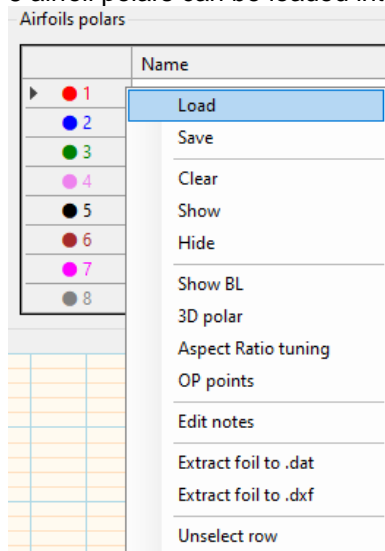 airfoil polars can be loaded
Airfoils polars
Name
1
Load
2
Save
3
4
Clear
5
Show
6
Hide
7
Show BL
8
3D polar
Aspect Ratio tuning
OP points
Edit notes
Extract foil to .dat
Extract foil to .dxf
Unselect row